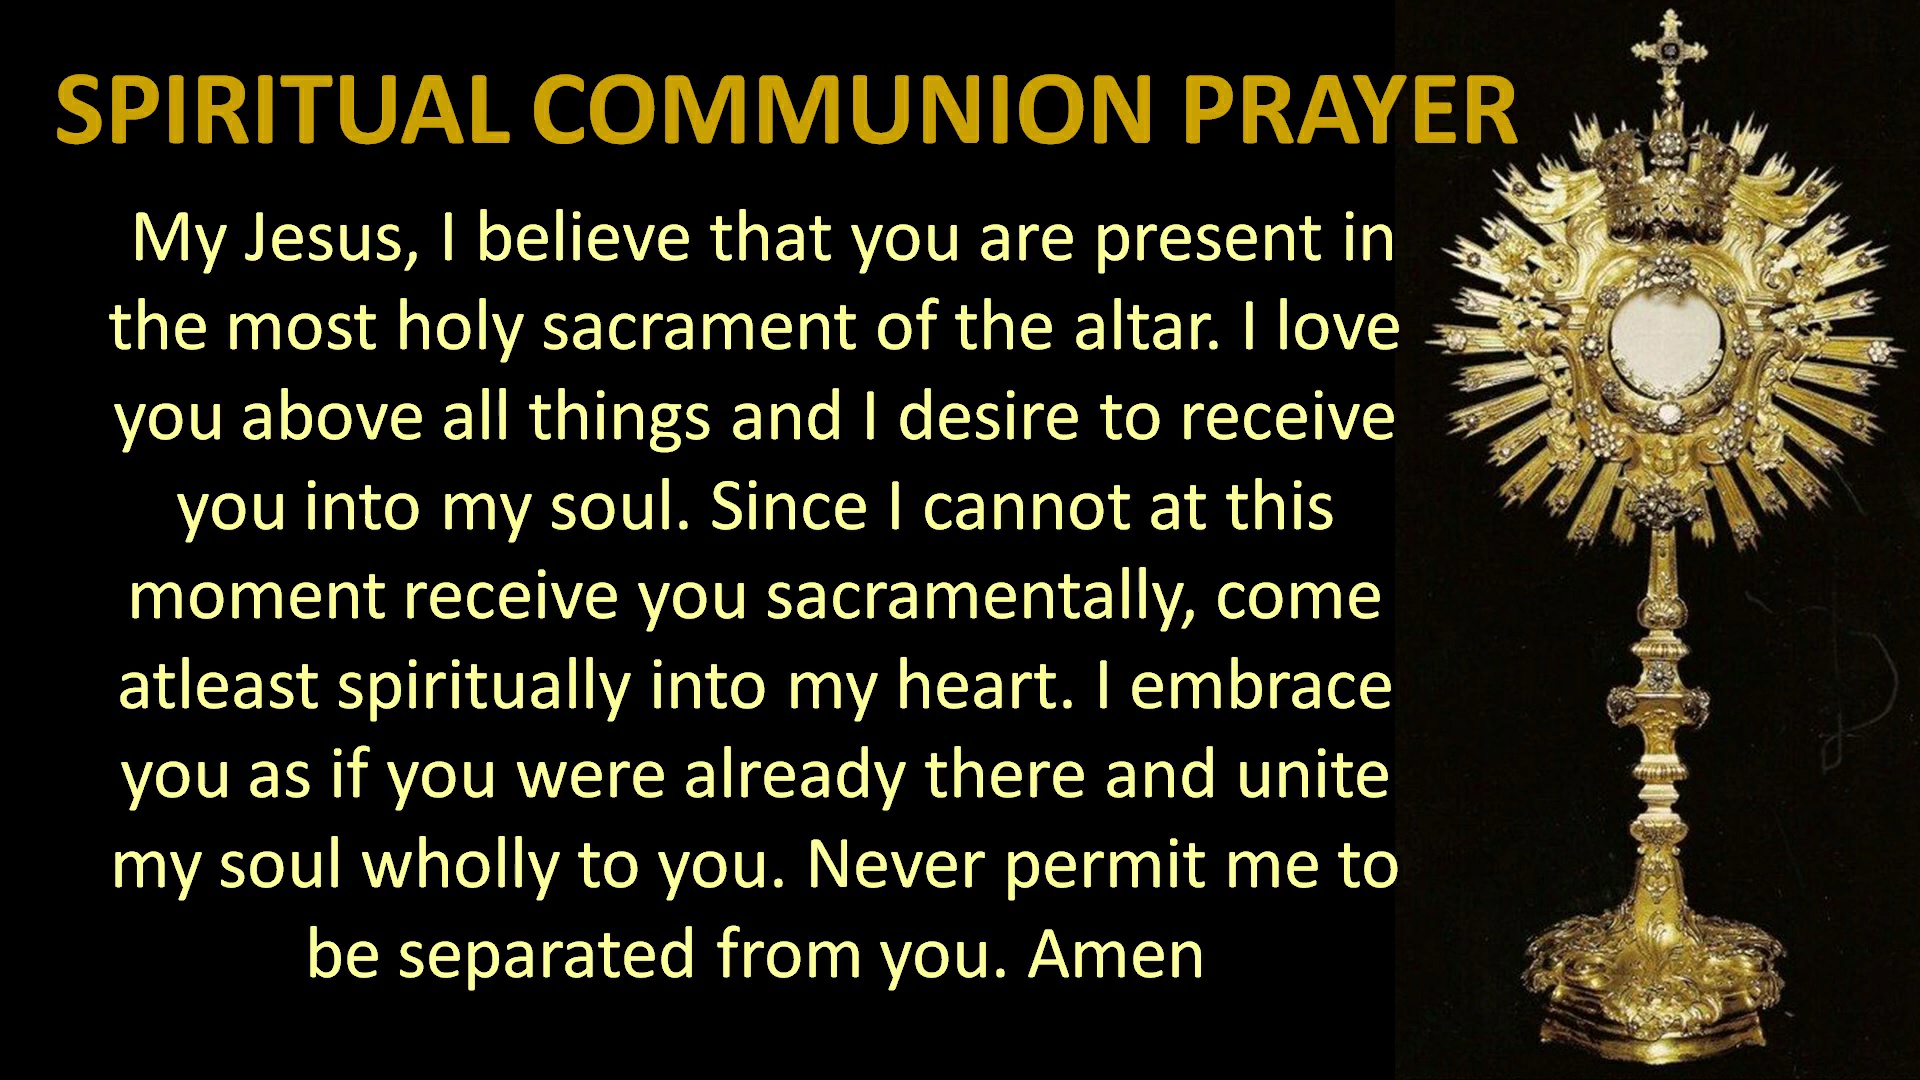 SPIRITUAL COMMUNION PRAYER
My Jesus, I believe that you are present in
the most holy sacrament of the altar. I love
you above all things and I desire to receive
you into my soul. Since I cannot at this
moment receive you sacramentally, come
atleast spiritually into my heart. I embrace
you as if you were already there and unite
my soul wholly to you. Never permit me to
be separated from you. Amen